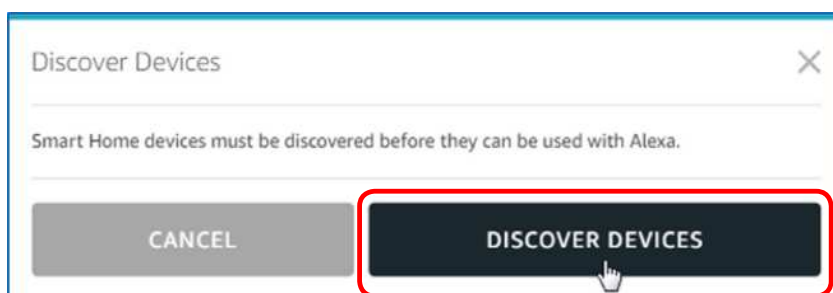 Discover Devices
Smart Home devices must be discovered before they can be used with Alexa.
CANCEL
DISCOVER DEVICES